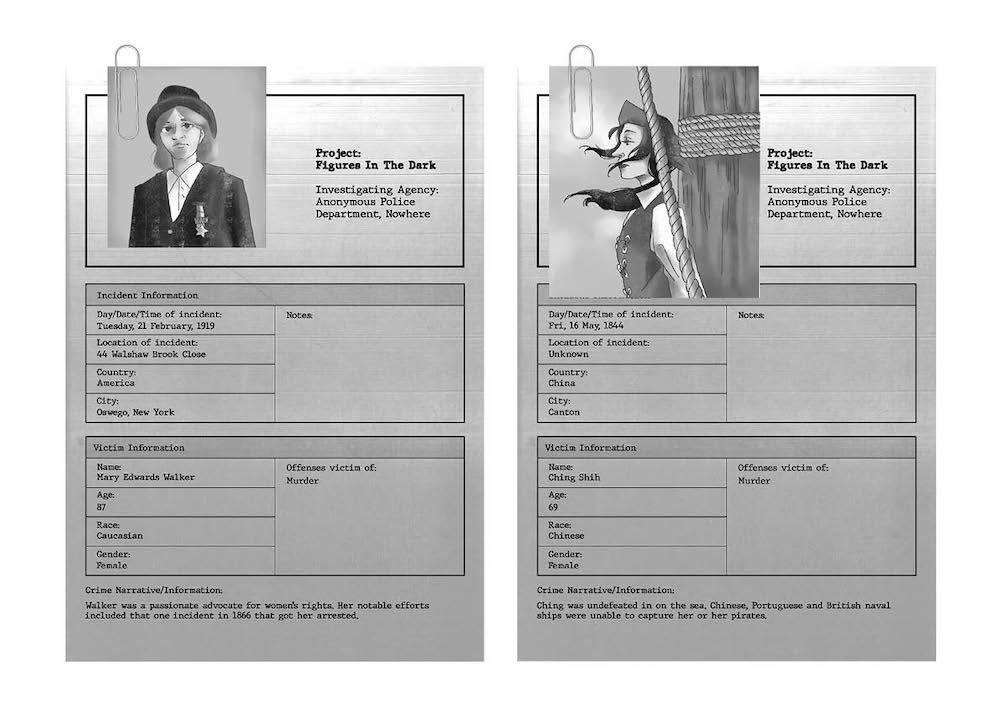 Project:
Figures In The Dark
Investigating Agency:
Anonymous Police
Department, Nowhere
Incident Information
Day/Date/Time of incident:
Tuesday, 21 February, 1919
Notes:
Location of incident:
44 Walshaw Brook Close
Country:
America
City:
Oswego, New York
Victim Information
Name:
Mary Edwards Walker
Offenses victim of:
Murder
Age:
87
Race:
Caucasian
Gender:
Female
Crime Narrative/Information:
Walker was a passionate advocate for women's rights. Her notable efforts
included that one incident in 1866 that got her arrested.
Project:
Figures In The Dark
Investigating Agency:
Anonymous Police
Department, Nowhere
Day/Date/Time of incident:
Fri, 16 May, 1844
Notes:
Location of incident:
Unknown
Country:
China
City:
Canton
Victim Information
Name:
Ching Shih
Offenses victim of:
Murder
Age:
69
Race:
Chinese
Gender:
Female
Crime Narrative/Information:
Ching was undefeated in on the sea. Chinese, Portuguese and British naval
ships were unable to capture her or her pirates.